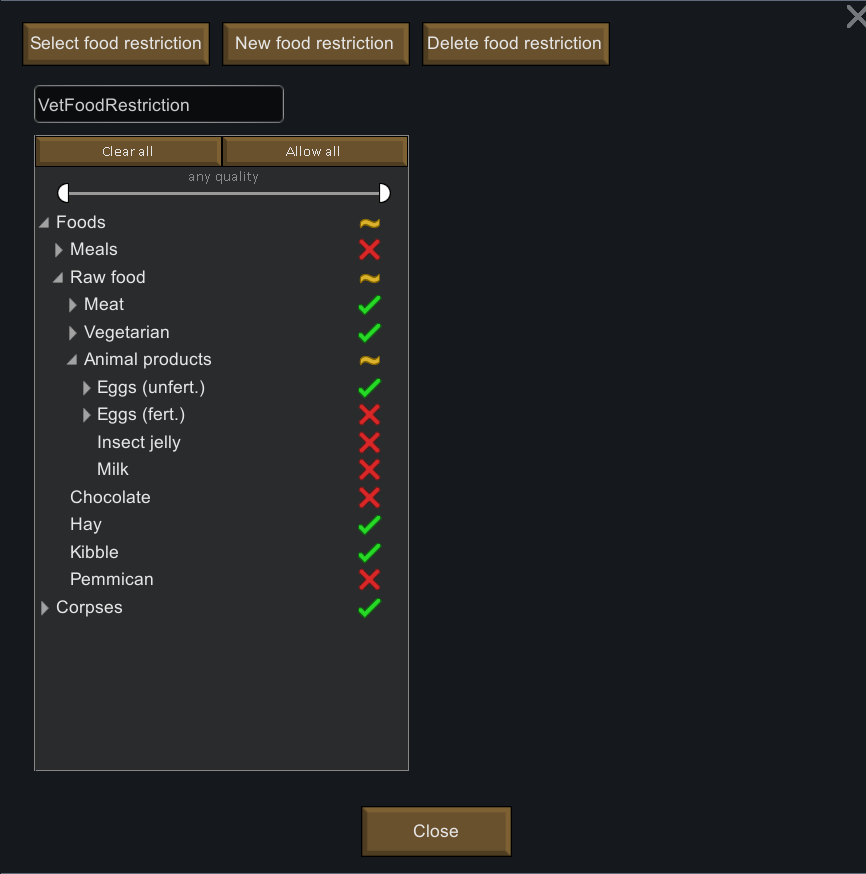 Select food restriction New food restriction Delete food restriction
VetFoodRestriction
Clear all Allow all
any quality
Foods
Meals
Raw food
Meat
Vegetarian
Animal products
Eggs (unfert.)
Eggs (fert.)
Insect jelly
Milk
Chocolate
Hay
Kibble
Pemmican
Corpses
Close